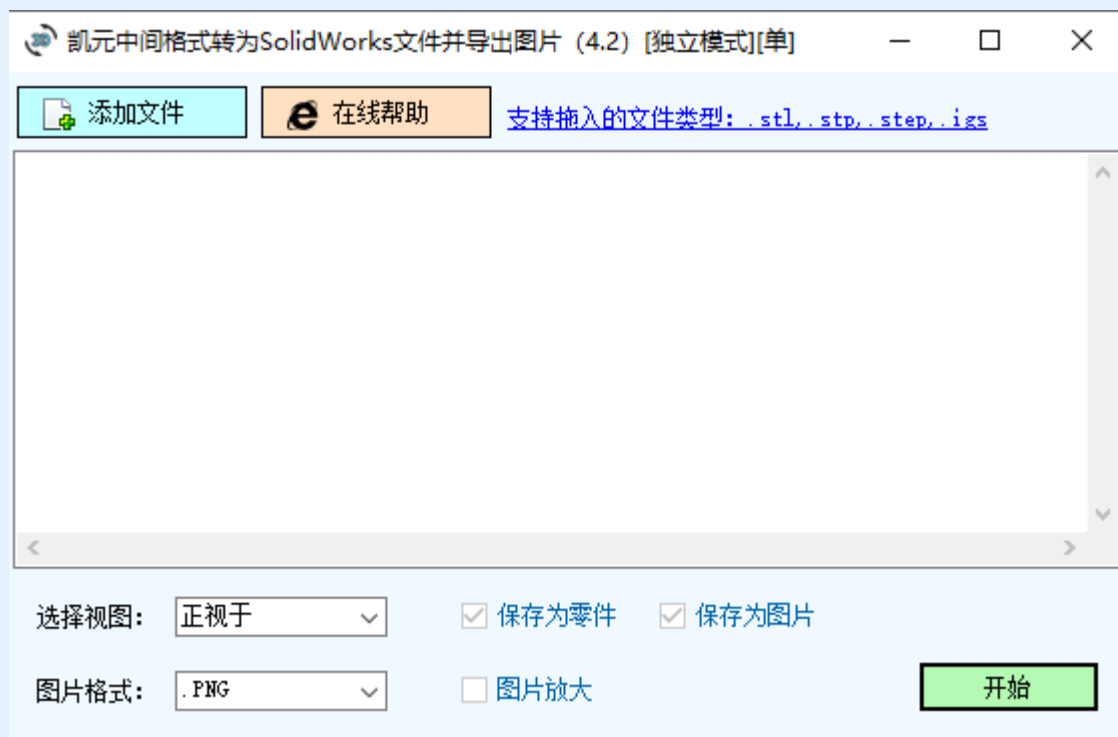 凯元中间格式转为SolidWorks文件并导出图片（4.2）[独立模式][单]
添加文件 在线帮助 支持拖入的文件类型：.stl,.stp,.step,.igs
选择视图： 正视于 保存为零件 保存为图片
图片格式： .PNG 图片放大 开始